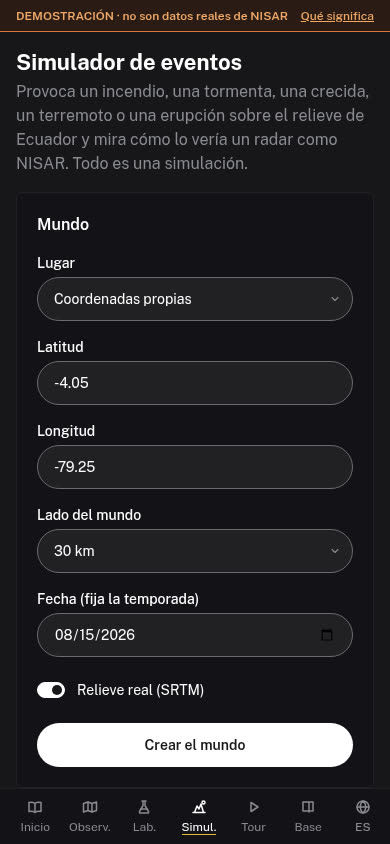 DEMOSTRACIÓN · no son datos reales de NISAR Qué significa
Simulador de eventos
Provoca un incendio, una tormenta, una crecida,
un terremoto o una erupción sobre el relieve de
Ecuador y mira cómo lo vería un radar como
NISAR. Todo es una simulación.
Mundo
Lugar
Coordenadas propias
Latitud
-4.05
Longitud
-79.25
Lado del mundo
30 km
Fecha (fija la temporada)
08/15/2026
Relieve real (SRTM)
Crear el mundo
Inicio Observ. Lab. Simul. Tour Base ES